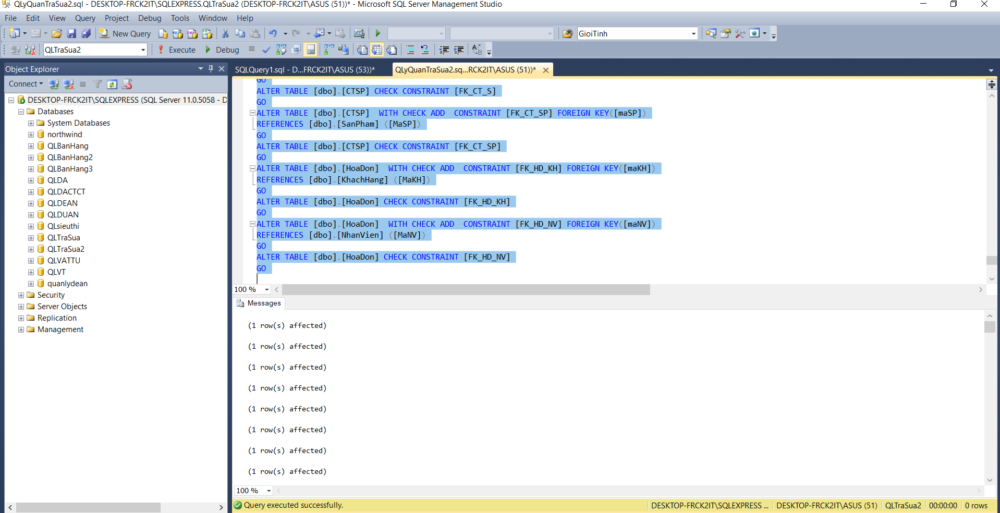 QLyQuanTraSua2.sql - DESKTOP-FRCK2IT\SQLEXPRESS.QLTraSua2 (DESKTOP-FRCK2IT\ASUS (51))* - Microsoft SQL Server Management Studio
File Edit View Query Project Debug Tools Window Help
New Query GioiTinh
QLTraSua2 Execute Debug
Object Explorer
Connect
DESKTOP-FRCK2IT\SQLEXPRESS (SQL Server 11.0.5058 - D
Databases
System Databases
northwind
QLBanHang
QLBanHang2
QLBanHang3
QLDA
QLDACTCT
QLDEAN
QLDUAN
QLsieuthi
QLTraSua
QLTraSua2
QLVATTU
QLVT
quanlydean
Security
Server Objects
Replication
Management
SQLQuery1.sql - D...FRCK2IT\ASUS (53))* QLyQuanTraSua2.sq...RCK2IT\ASUS (51))*
GO
ALTER TABLE [dbo].[CTSP] CHECK CONSTRAINT [FK_CT_S]
GO
ALTER TABLE [dbo].[CTSP]  WITH CHECK ADD  CONSTRAINT [FK_CT_SP] FOREIGN KEY([maSP])
REFERENCES [dbo].[SanPham] ([MaSP])
GO
ALTER TABLE [dbo].[CTSP] CHECK CONSTRAINT [FK_CT_SP]
GO
ALTER TABLE [dbo].[HoaDon]  WITH CHECK ADD  CONSTRAINT [FK_HD_KH] FOREIGN KEY([maKH])
REFERENCES [dbo].[KhachHang] ([MaKH])
GO
ALTER TABLE [dbo].[HoaDon] CHECK CONSTRAINT [FK_HD_KH]
GO
ALTER TABLE [dbo].[HoaDon]  WITH CHECK ADD  CONSTRAINT [FK_HD_NV] FOREIGN KEY([maNV])
REFERENCES [dbo].[NhanVien] ([MaNV])
GO
ALTER TABLE [dbo].[HoaDon] CHECK CONSTRAINT [FK_HD_NV]
GO
100 %
Messages
(1 row(s) affected)
(1 row(s) affected)
(1 row(s) affected)
(1 row(s) affected)
(1 row(s) affected)
(1 row(s) affected)
(1 row(s) affected)
(1 row(s) affected)
100 %
Query executed successfully. DESKTOP-FRCK2IT\SQLEXPRESS ... DESKTOP-FRCK2IT\ASUS (51) QLTraSua2 00:00:00 0 rows